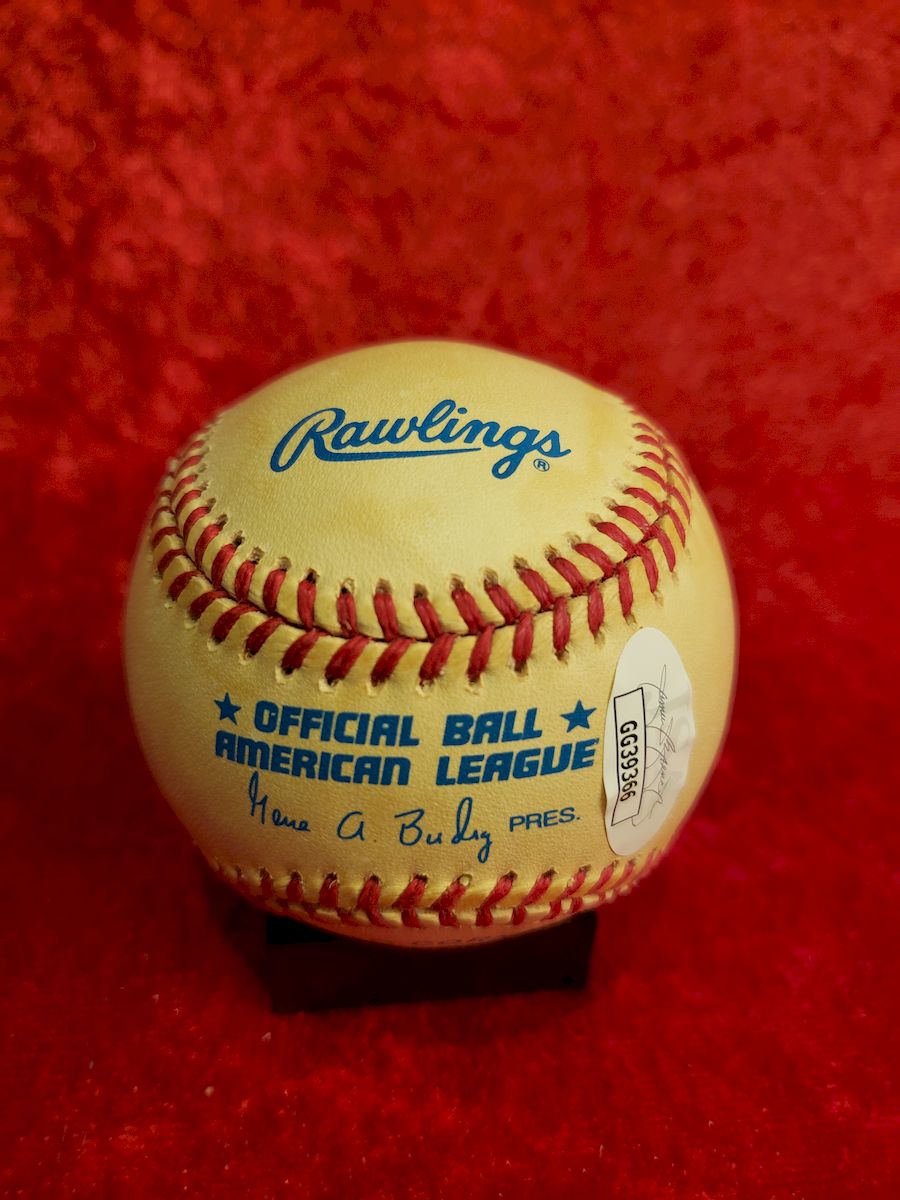 Rawlings®
★ OFFICIAL BALL ★
AMERICAN LEAGUE
Gene A. Budig PRES.
GG39366